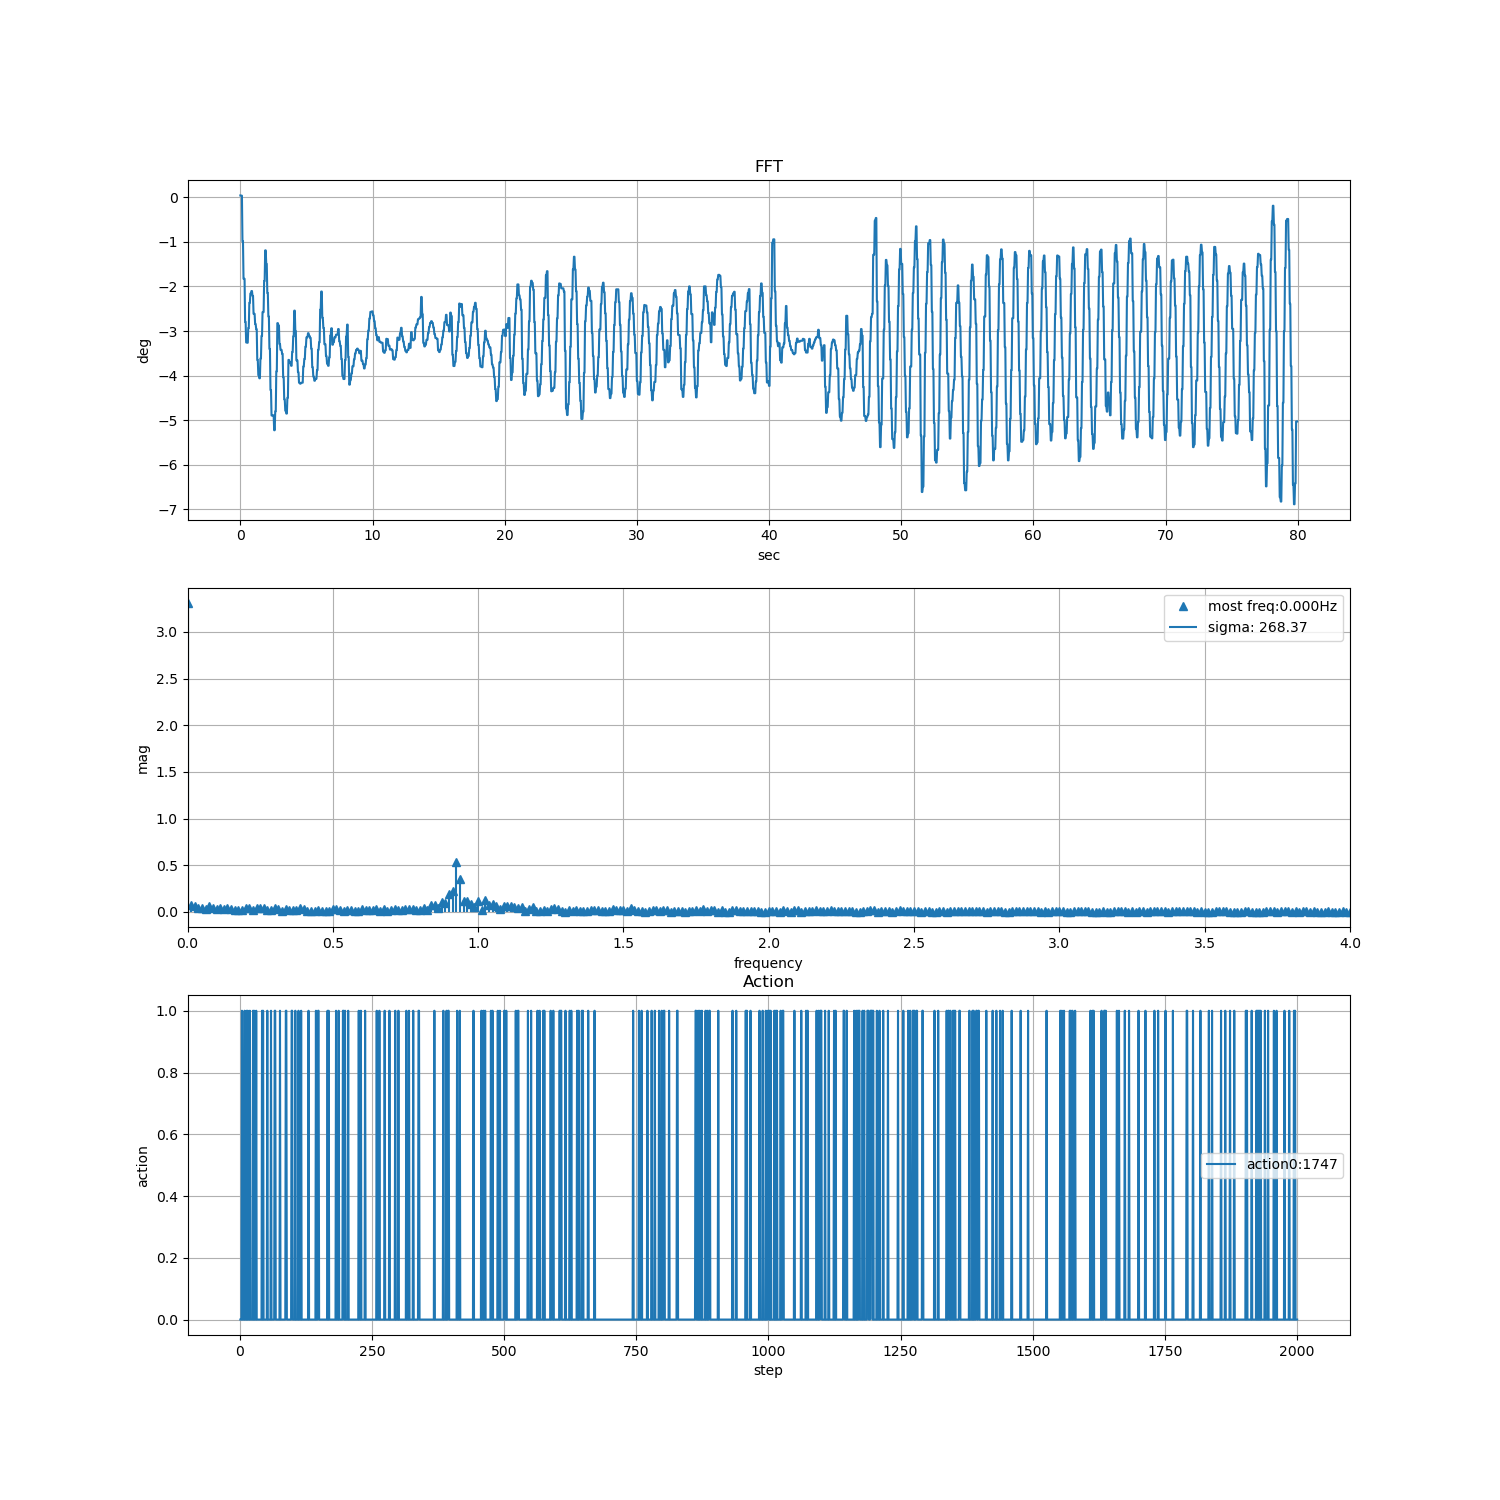 FFT
0
−1
−2
−3
−4
−5
−6
−7
deg
0 10 20 30 40 50 60 70 80
sec
most freq:0.000Hz
sigma: 268.37
3.0
2.5
2.0
1.5
1.0
0.5
0.0
mag
0.0 0.5 1.0 1.5 2.0 2.5 3.0 3.5 4.0
frequency
Action
1.0
0.8
0.6
0.4
0.2
0.0
action
action0:1747
0 250 500 750 1000 1250 1500 1750 2000
step